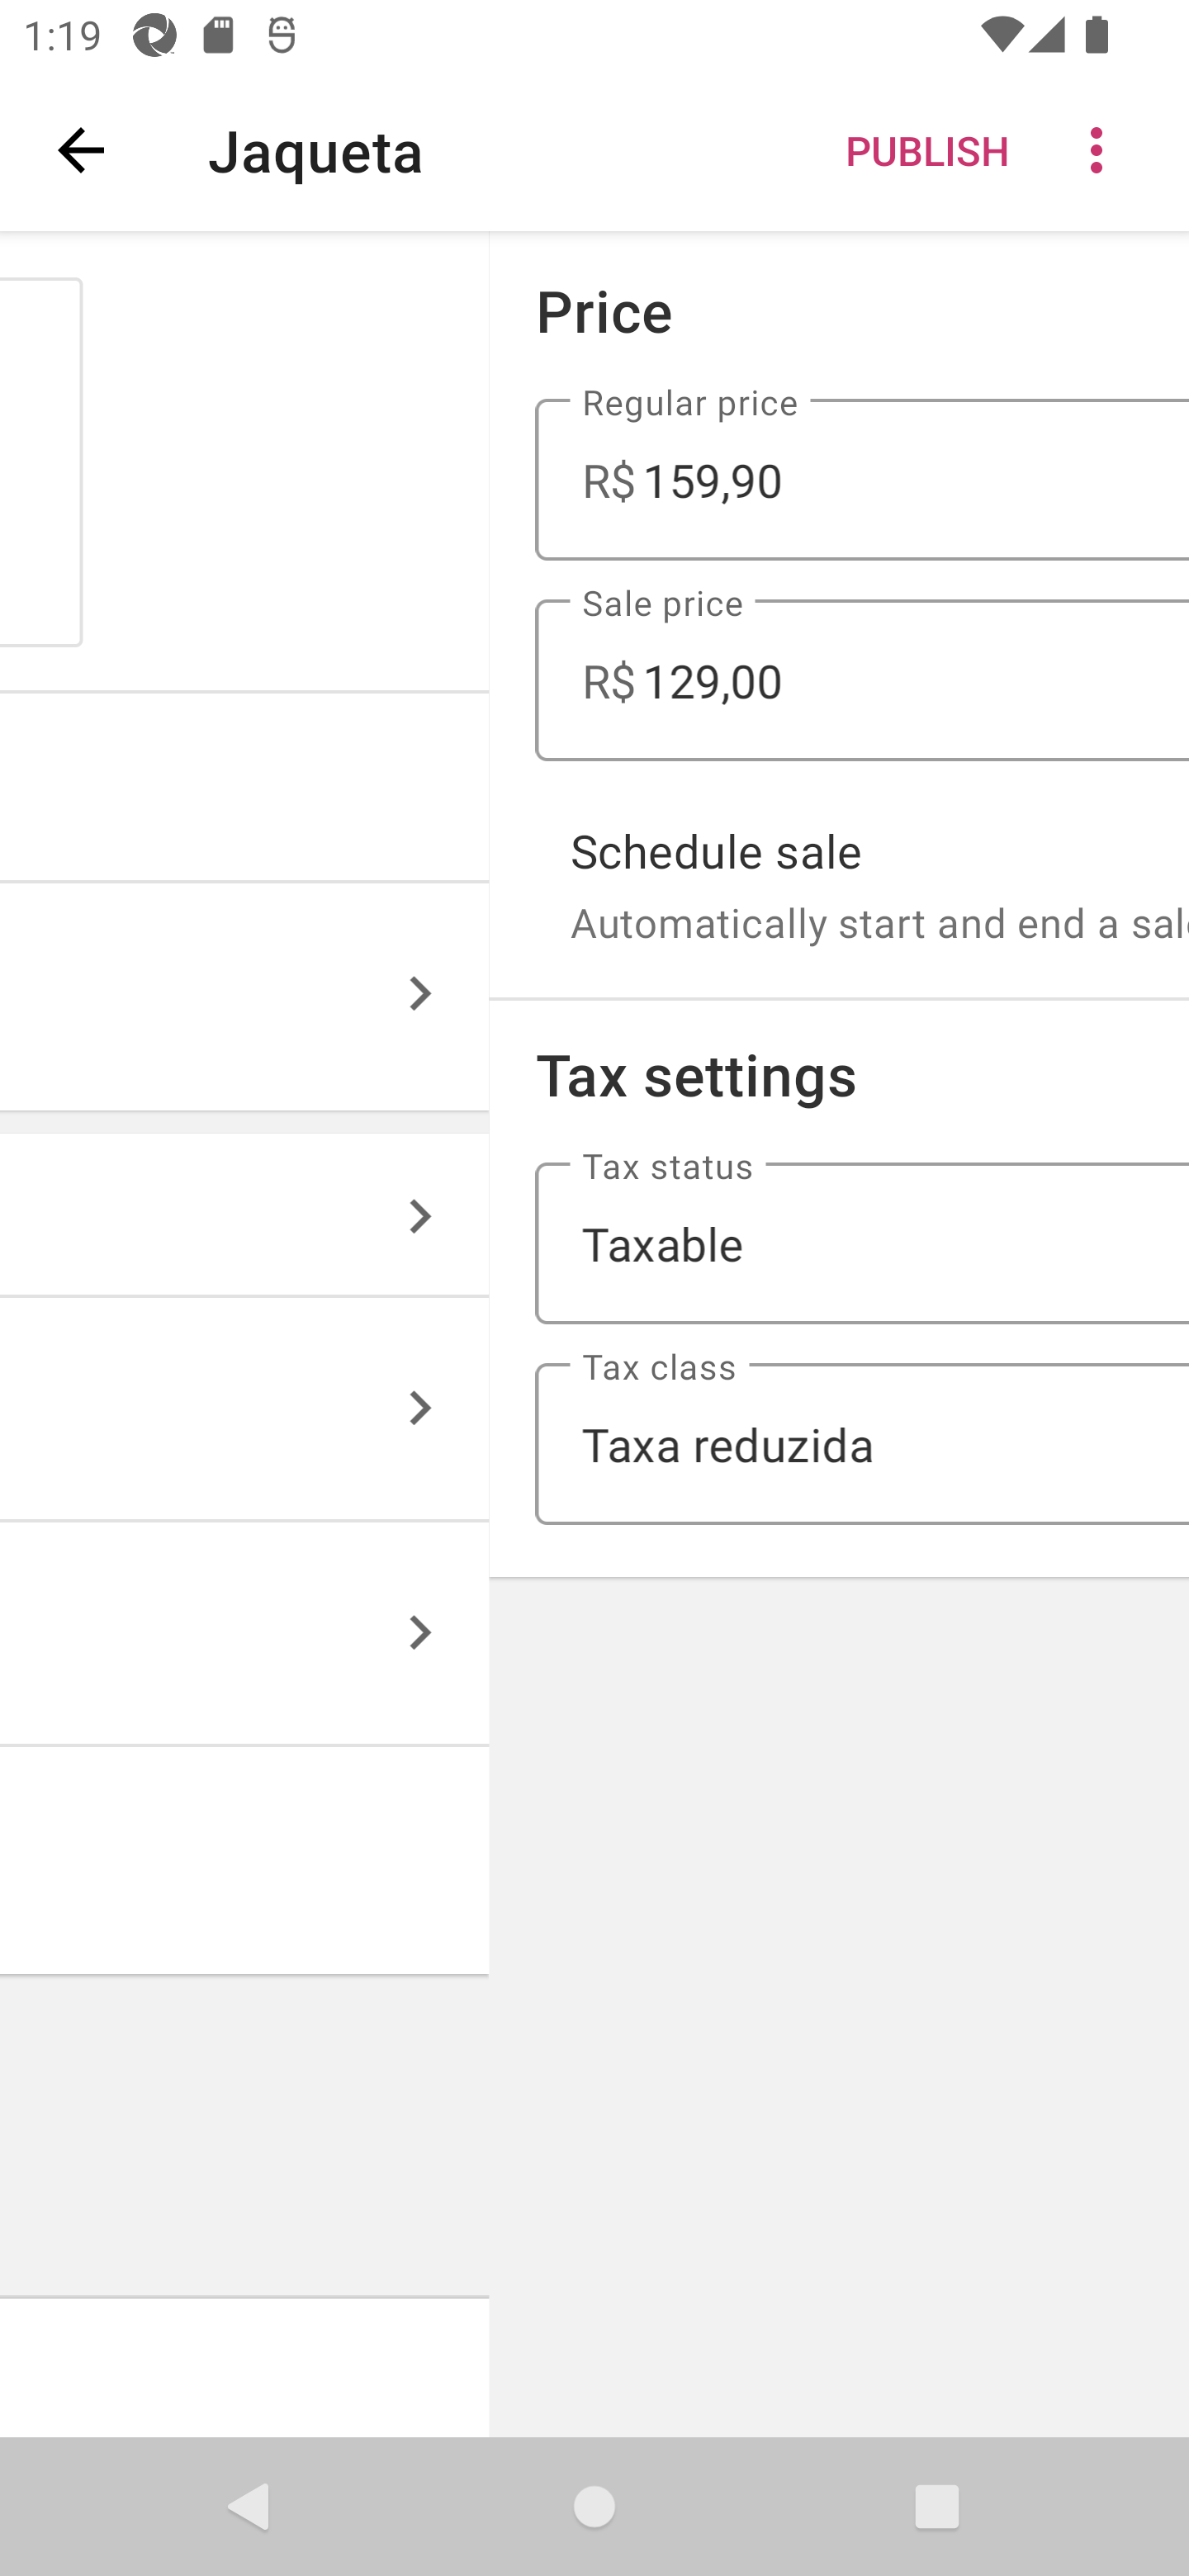 1:19
Jaqueta
PUBLISH
Price
Regular price
R$ 159,90
Sale price
R$ 129,00
Schedule sale
Automatically start and end a sal
Tax settings
Tax status
Taxable
Tax class
Taxa reduzida